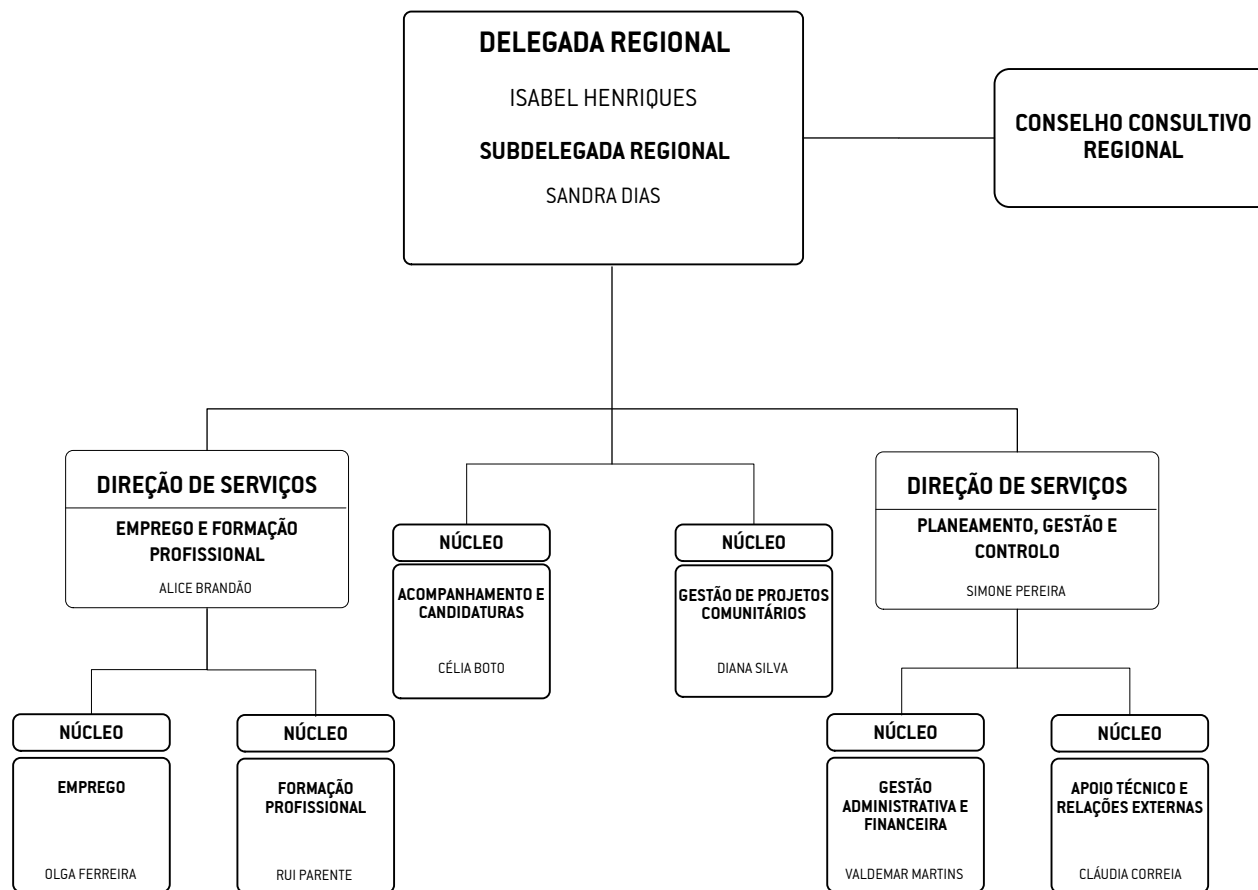 DELEGADA REGIONAL
ISABEL HENRIQUES
SUBDELEGADA REGIONAL
SANDRA DIAS
CONSELHO CONSULTIVO
REGIONAL
DIREÇÃO DE SERVIÇOS
EMPREGO E FORMAÇÃO
PROFISSIONAL
ALICE BRANDÃO
NÚCLEO
ACOMPANHAMENTO E
CANDIDATURAS
CÉLIA BOTO
NÚCLEO
GESTÃO DE PROJETOS
COMUNITÁRIOS
DIANA SILVA
DIREÇÃO DE SERVIÇOS
PLANEAMENTO, GESTÃO E
CONTROLO
SIMONE PEREIRA
NÚCLEO
EMPREGO
OLGA FERREIRA
NÚCLEO
FORMAÇÃO
PROFISSIONAL
RUI PARENTE
NÚCLEO
GESTÃO
ADMINISTRATIVA E
FINANCEIRA
VALDEMAR MARTINS
NÚCLEO
APOIO TÉCNICO E
RELAÇÕES EXTERNAS
CLÁUDIA CORREIA